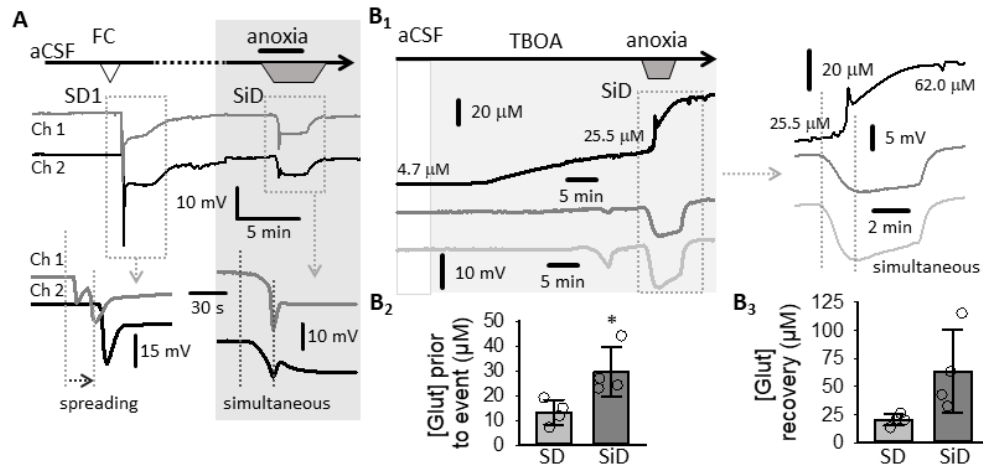 A
FC
anoxia
aCSF
SD1
SiD
Ch 1
Ch 2
10 mV
5 min
Ch 1
Ch 2
30 s
15 mV
10 mV
spreading
simultaneous
B1
aCSF
TBOA
anoxia
SiD
20 µM
25.5 µM
4.7 µM
5 min
10 mV
5 min
20 µM
62.0 µM
25.5 µM
5 mV
2 min
simultaneous
B2
[Glut] prior
to event (µM)
50
40
30
20
10
0
*
SD
SiD
B3
[Glut]
recovery (µM)
125
100
75
50
25
0
SD
SiD